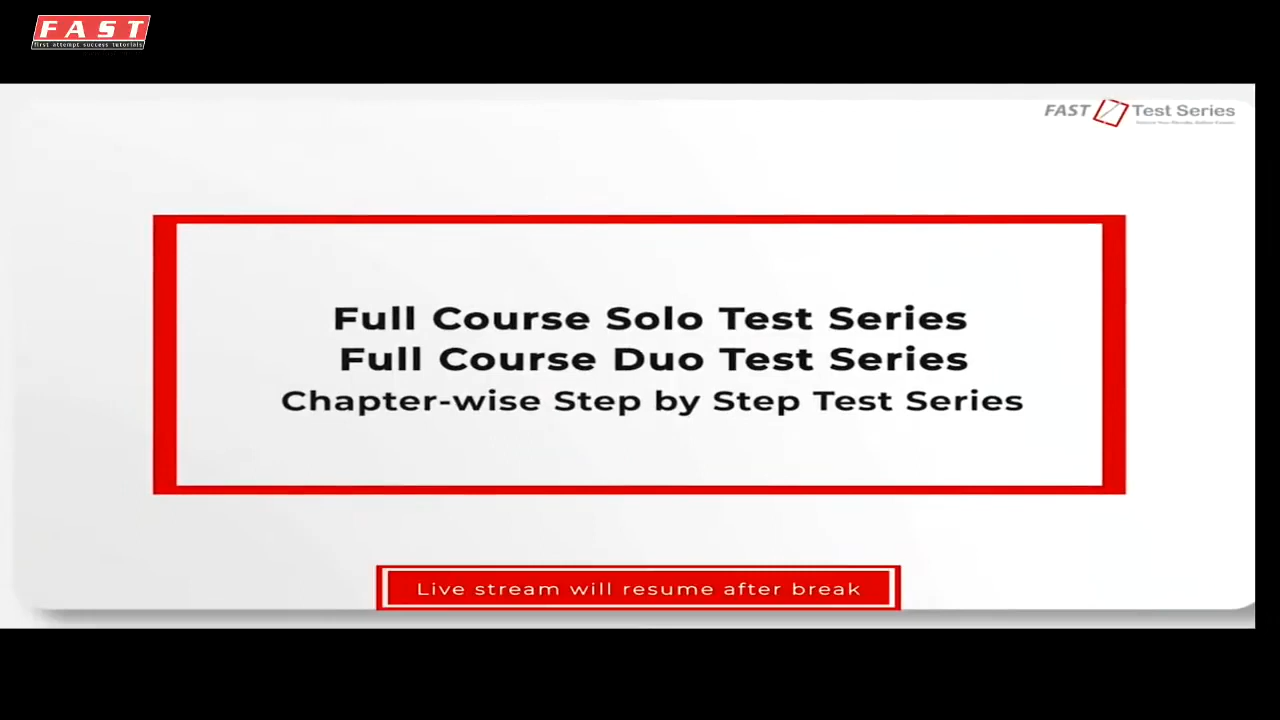 FAST
first attempt success tutorials
FAST Test Series
Full Course Solo Test Series
Full Course Duo Test Series
Chapter-wise Step by Step Test Series
Live stream will resume after break